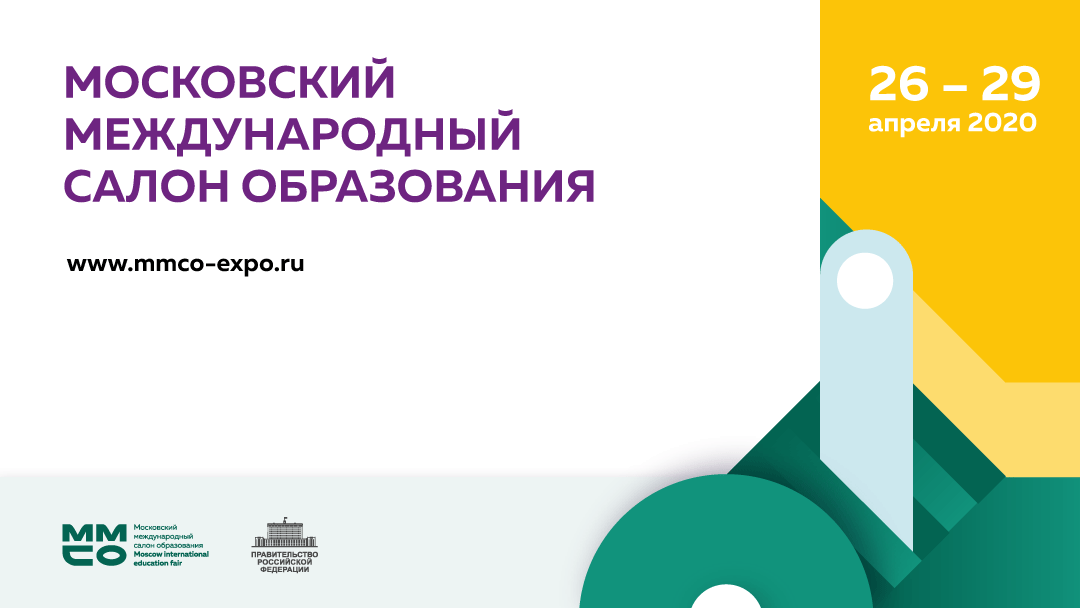 МОСКОВСКИЙ
МЕЖДУНАРОДНЫЙ
САЛОН ОБРАЗОВАНИЯ
www.mmco-expo.ru
26 – 29
апреля 2020
ММ
СО
Московский
международный
салон образования
Moscow international
education fair
ПРАВИТЕЛЬСТВО
РОССИЙСКОЙ
ФЕДЕРАЦИИ